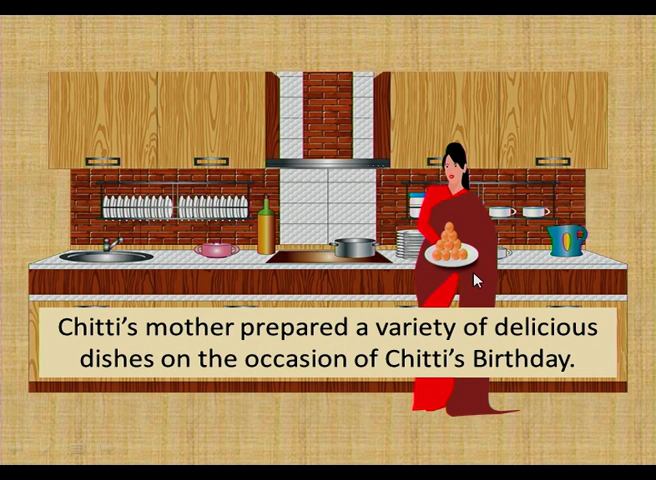 Chitti's mother prepared a variety of delicious
dishes on the occasion of Chitti's Birthday.